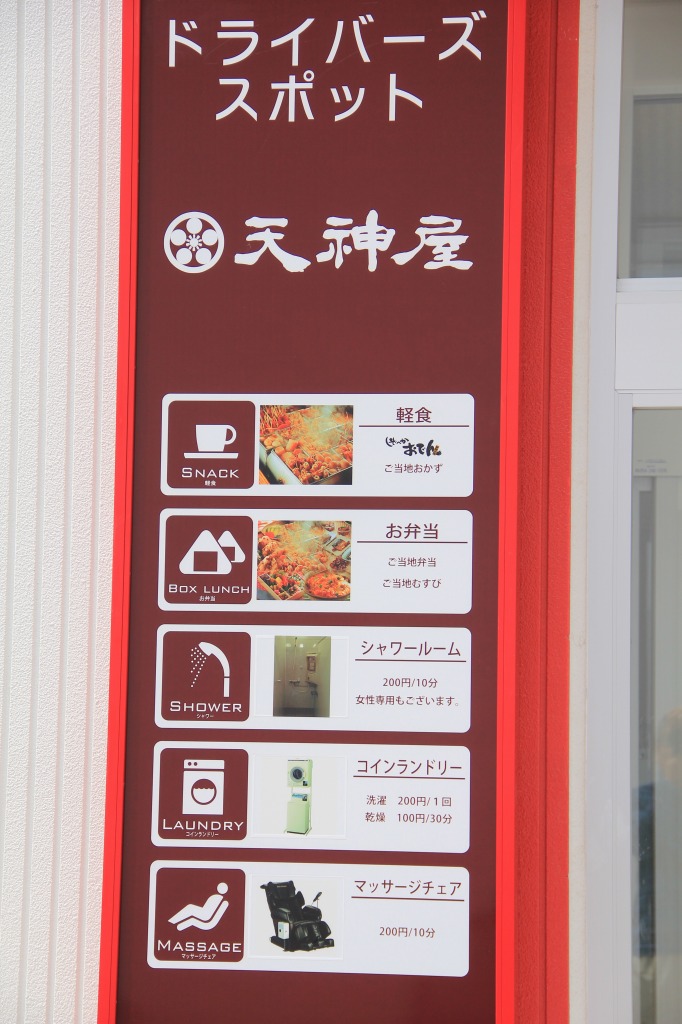 ドライバーズ
スポット
天神屋
SNACK
軽食
軽食
しぞ〜かおでん
ご当地おかず
BOX LUNCH
お弁当
お弁当
ご当地弁当
ご当地むすび
SHOWER
シャワー
シャワールーム
200円/10分
女性専用もございます。
LAUNDRY
コインランドリー
コインランドリー
洗濯 200円/1回
乾燥 100円/30分
MASSAGE
マッサージチェア
マッサージチェア
200円/10分